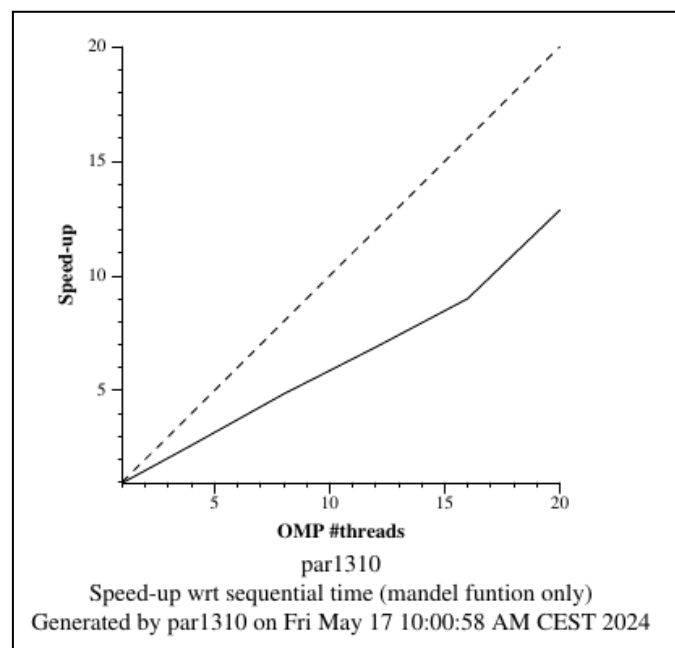 20
15
10
5
Speed-up
5 10 15 20
OMP #threads
par1310
Speed-up wrt sequential time (mandel funtion only)
Generated by par1310 on Fri May 17 10:00:58 AM CEST 2024